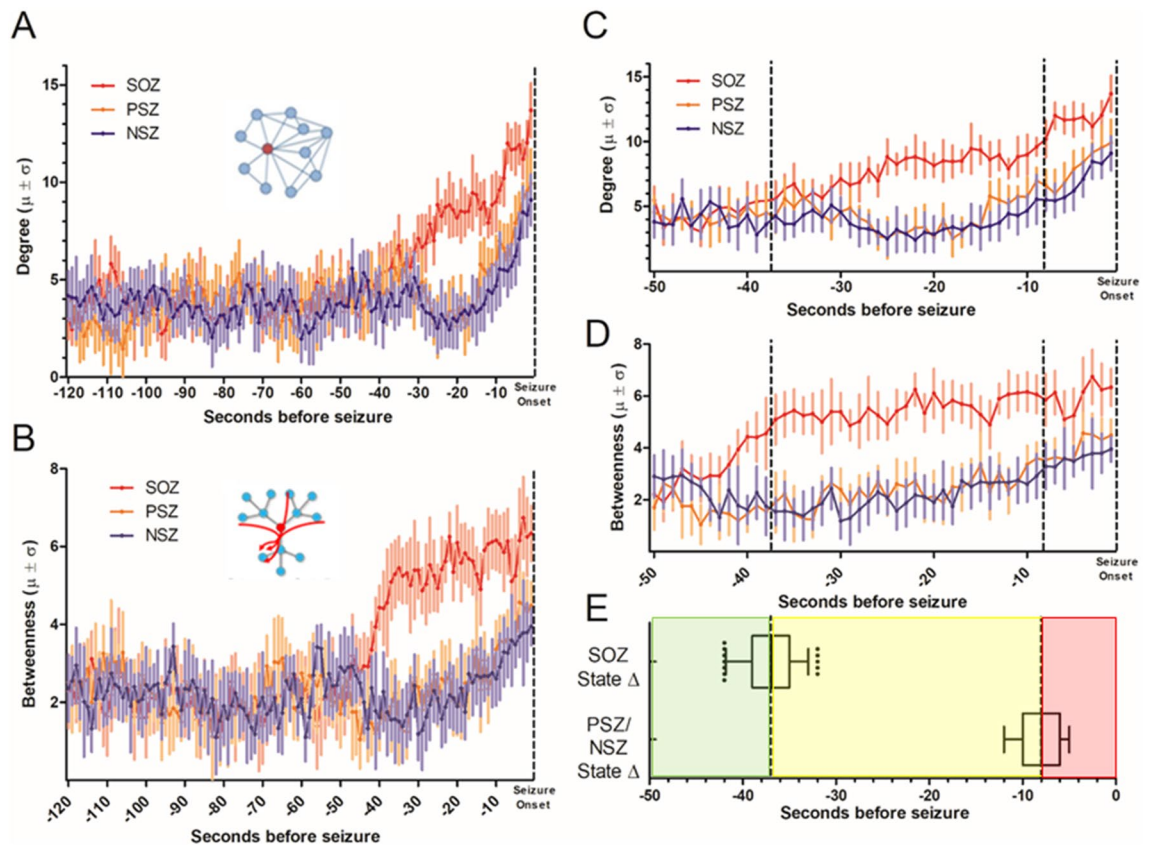 A
Degree (μ ± σ)
15
10
5
0
SOZ
PSZ
NSZ
-120 -110 -100 -90 -80 -70 -60 -50 -40 -30 -20 -10 Seizure
Onset
Seconds before seizure
B
Betweenness (μ ± σ)
8
6
4
2
SOZ
PSZ
NSZ
-120 -110 -100 -90 -80 -70 -60 -50 -40 -30 -20 -10 Seizure
Onset
Seconds before seizure
C
Degree (μ ± σ)
15
10
5
SOZ
PSZ
NSZ
-50 -40 -30 -20 -10 Seizure
Onset
Seconds before seizure
D
Betweenness (μ ± σ)
8
6
4
2
-50 -40 -30 -20 -10 Seizure
Onset
Seconds before seizure
E
SOZ
State Δ
PSZ/
NSZ
State Δ
-50 -40 -30 -20 -10 0
Seconds before seizure